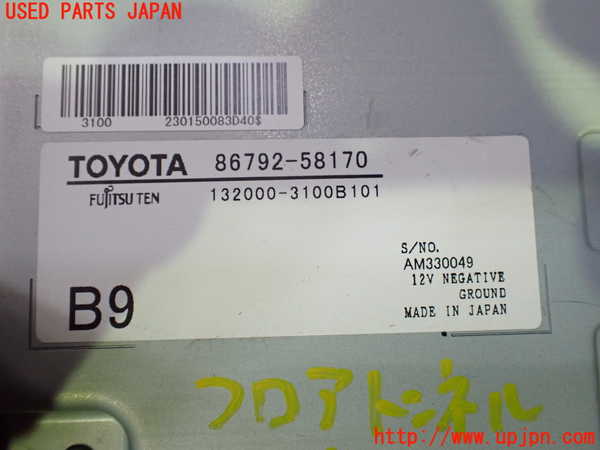 USED PARTS JAPAN
3100 230150083D40$
TOYOTA 86792-58170
FUJITSU TEN 132000-3100B101
S/NO.
AM330049
12V NEGATIVE
GROUND
B9
MADE IN JAPAN
フロアトンネル
http://www.upjpn.com/